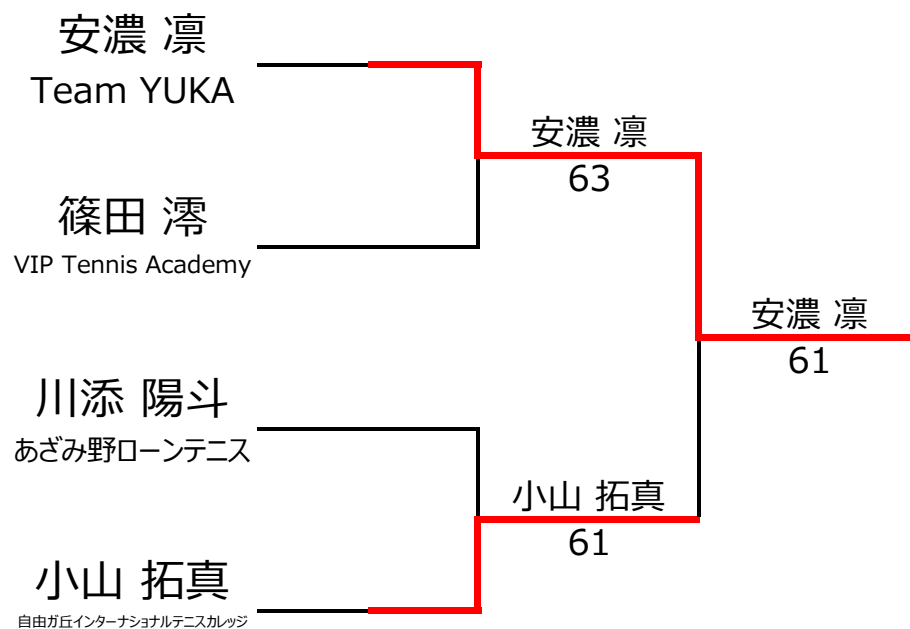 安濃 凛
Team YUKA
篠田 澪
VIP Tennis Academy
川添 陽斗
あざみ野ローンテニス
小山 拓真
自由ガ丘インターナショナルテニスカレッジ
安濃 凛
63
小山 拓真
61
安濃 凛
61